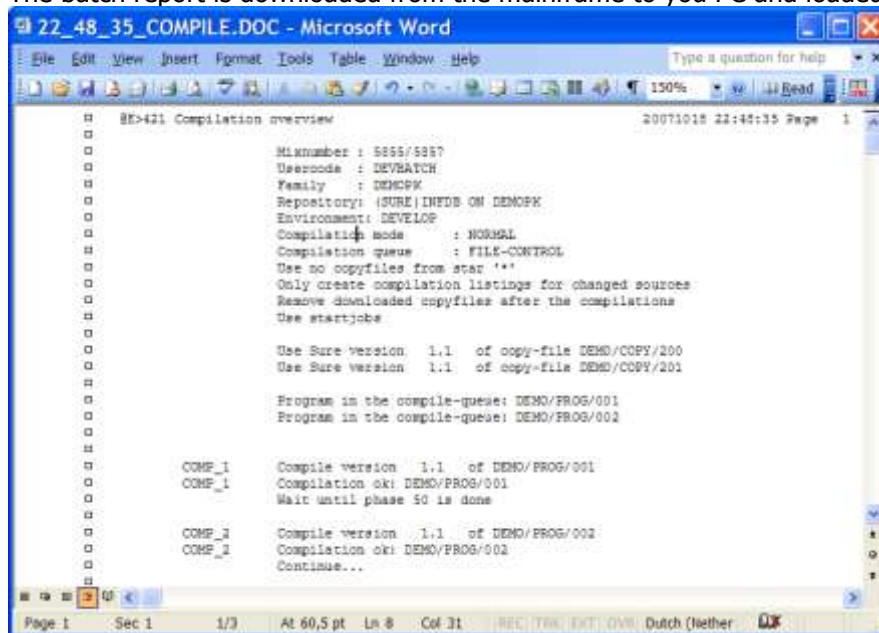 The batch report is downloaded from the mainframe to you PC and loaded
22_48_35_COMPILE.DOC - Microsoft Word
File Edit View Insert Format Tools Table Window Help Type a question for help
150% Read
BK>421 Compilation overview 20071018 22:48:35 Page 1
Mixnumber : 5855/5857
Usercode : DEVBATCH
Family : DEMOPK
Repository: (SURE)INFDB ON DEMOPK
Environment: DEVELOP
Compilation mode : NORMAL
Compilation queue : FILE-CONTROL
Use no copyfiles from star '*'
Only create compilation listings for changed sources
Remove downloaded copyfiles after the compilations
Use startjobs
Use Sure version 1.1 of copy-file DEMO/COPY/200
Use Sure version 1.1 of copy-file DEMO/COPY/201
Program in the compile-queue: DEMO/PROG/001
Program in the compile-queue: DEMO/PROG/002
COMP_1 Compile version 1.1 of DEMO/PROG/001
COMP_1 Compilation ok: DEMO/PROG/001
Wait until phase 50 is done
COMP_2 Compile version 1.1 of DEMO/PROG/002
COMP_2 Compilation ok: DEMO/PROG/002
Continue...
Page 1 Sec 1 1/3 At 60,5 pt Ln 8 Col 31 REC TRK EXT OVR Dutch (Nether